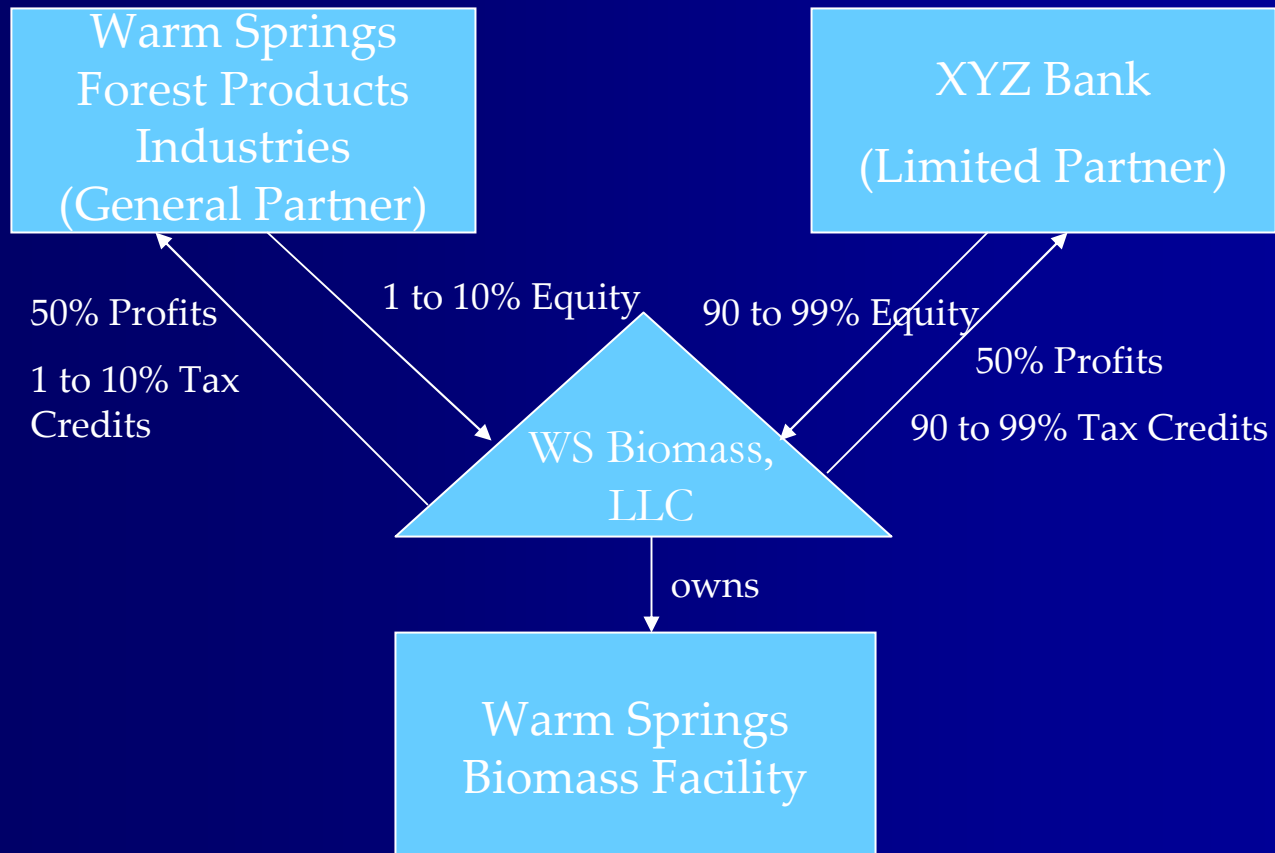 Warm Springs
Forest Products
Industries
(General Partner)
XYZ Bank
(Limited Partner)
50% Profits
1 to 10% Tax
Credits
1 to 10% Equity
90 to 99% Equity
50% Profits
90 to 99% Tax Credits
WS Biomass,
LLC
owns
Warm Springs
Biomass Facility